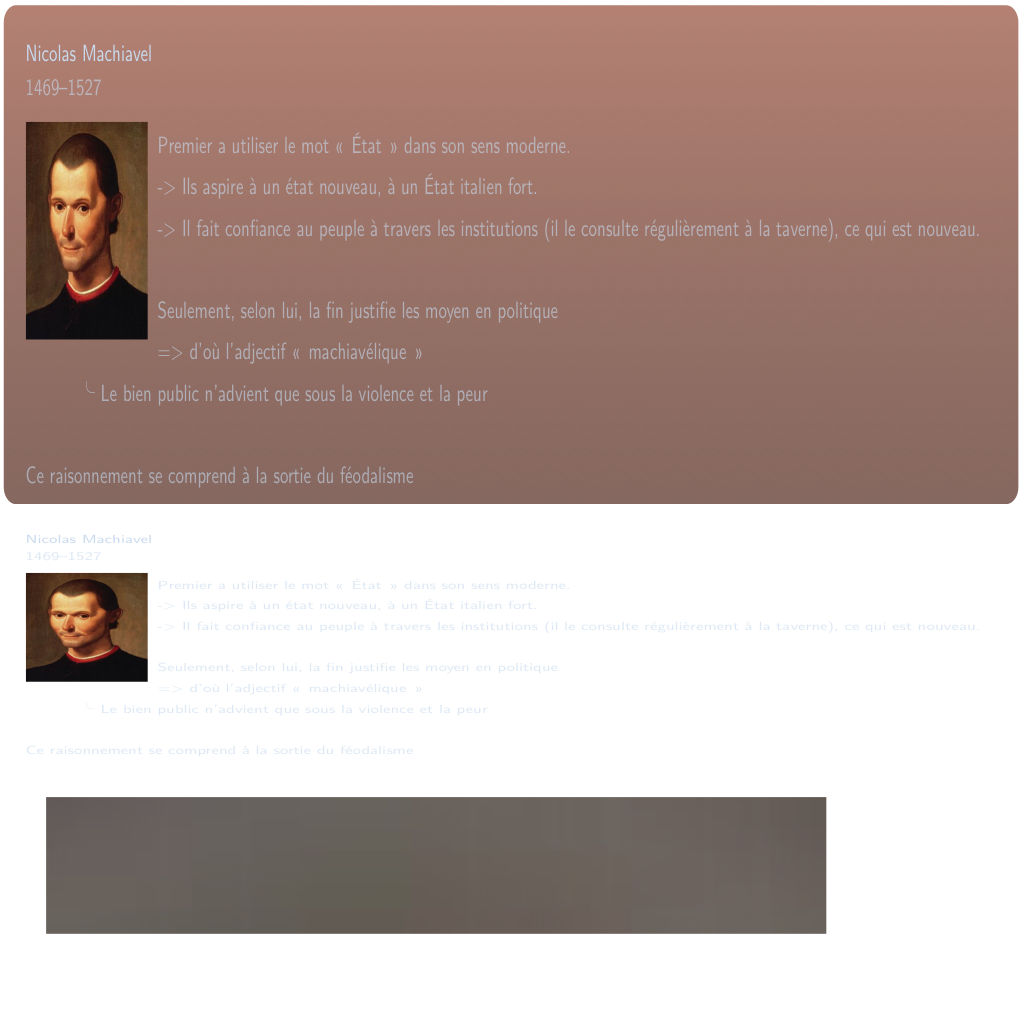 Nicolas Machiavel
1469–1527
Premier a utiliser le mot « État » dans son sens moderne.
-> Ils aspire à un état nouveau, à un État italien fort.
-> Il fait confiance au peuple à travers les institutions (il le consulte régulièrement à la taverne), ce qui est nouveau.
Seulement, selon lui, la fin justifie les moyen en politique
=> d'où l'adjectif « machiavélique »
╰ Le bien public n'advient que sous la violence et la peur
Ce raisonnement se comprend à la sortie du féodalisme
Nicolas Machiavel
1469–1527
Premier a utiliser le mot « État » dans son sens moderne.
-> Ils aspire à un état nouveau, à un État italien fort.
-> Il fait confiance au peuple à travers les institutions (il le consulte régulièrement à la taverne), ce qui est nouveau.
Seulement, selon lui, la fin justifie les moyen en politique
=> d'où l'adjectif « machiavélique »
╰ Le bien public n'advient que sous la violence et la peur
Ce raisonnement se comprend à la sortie du féodalisme